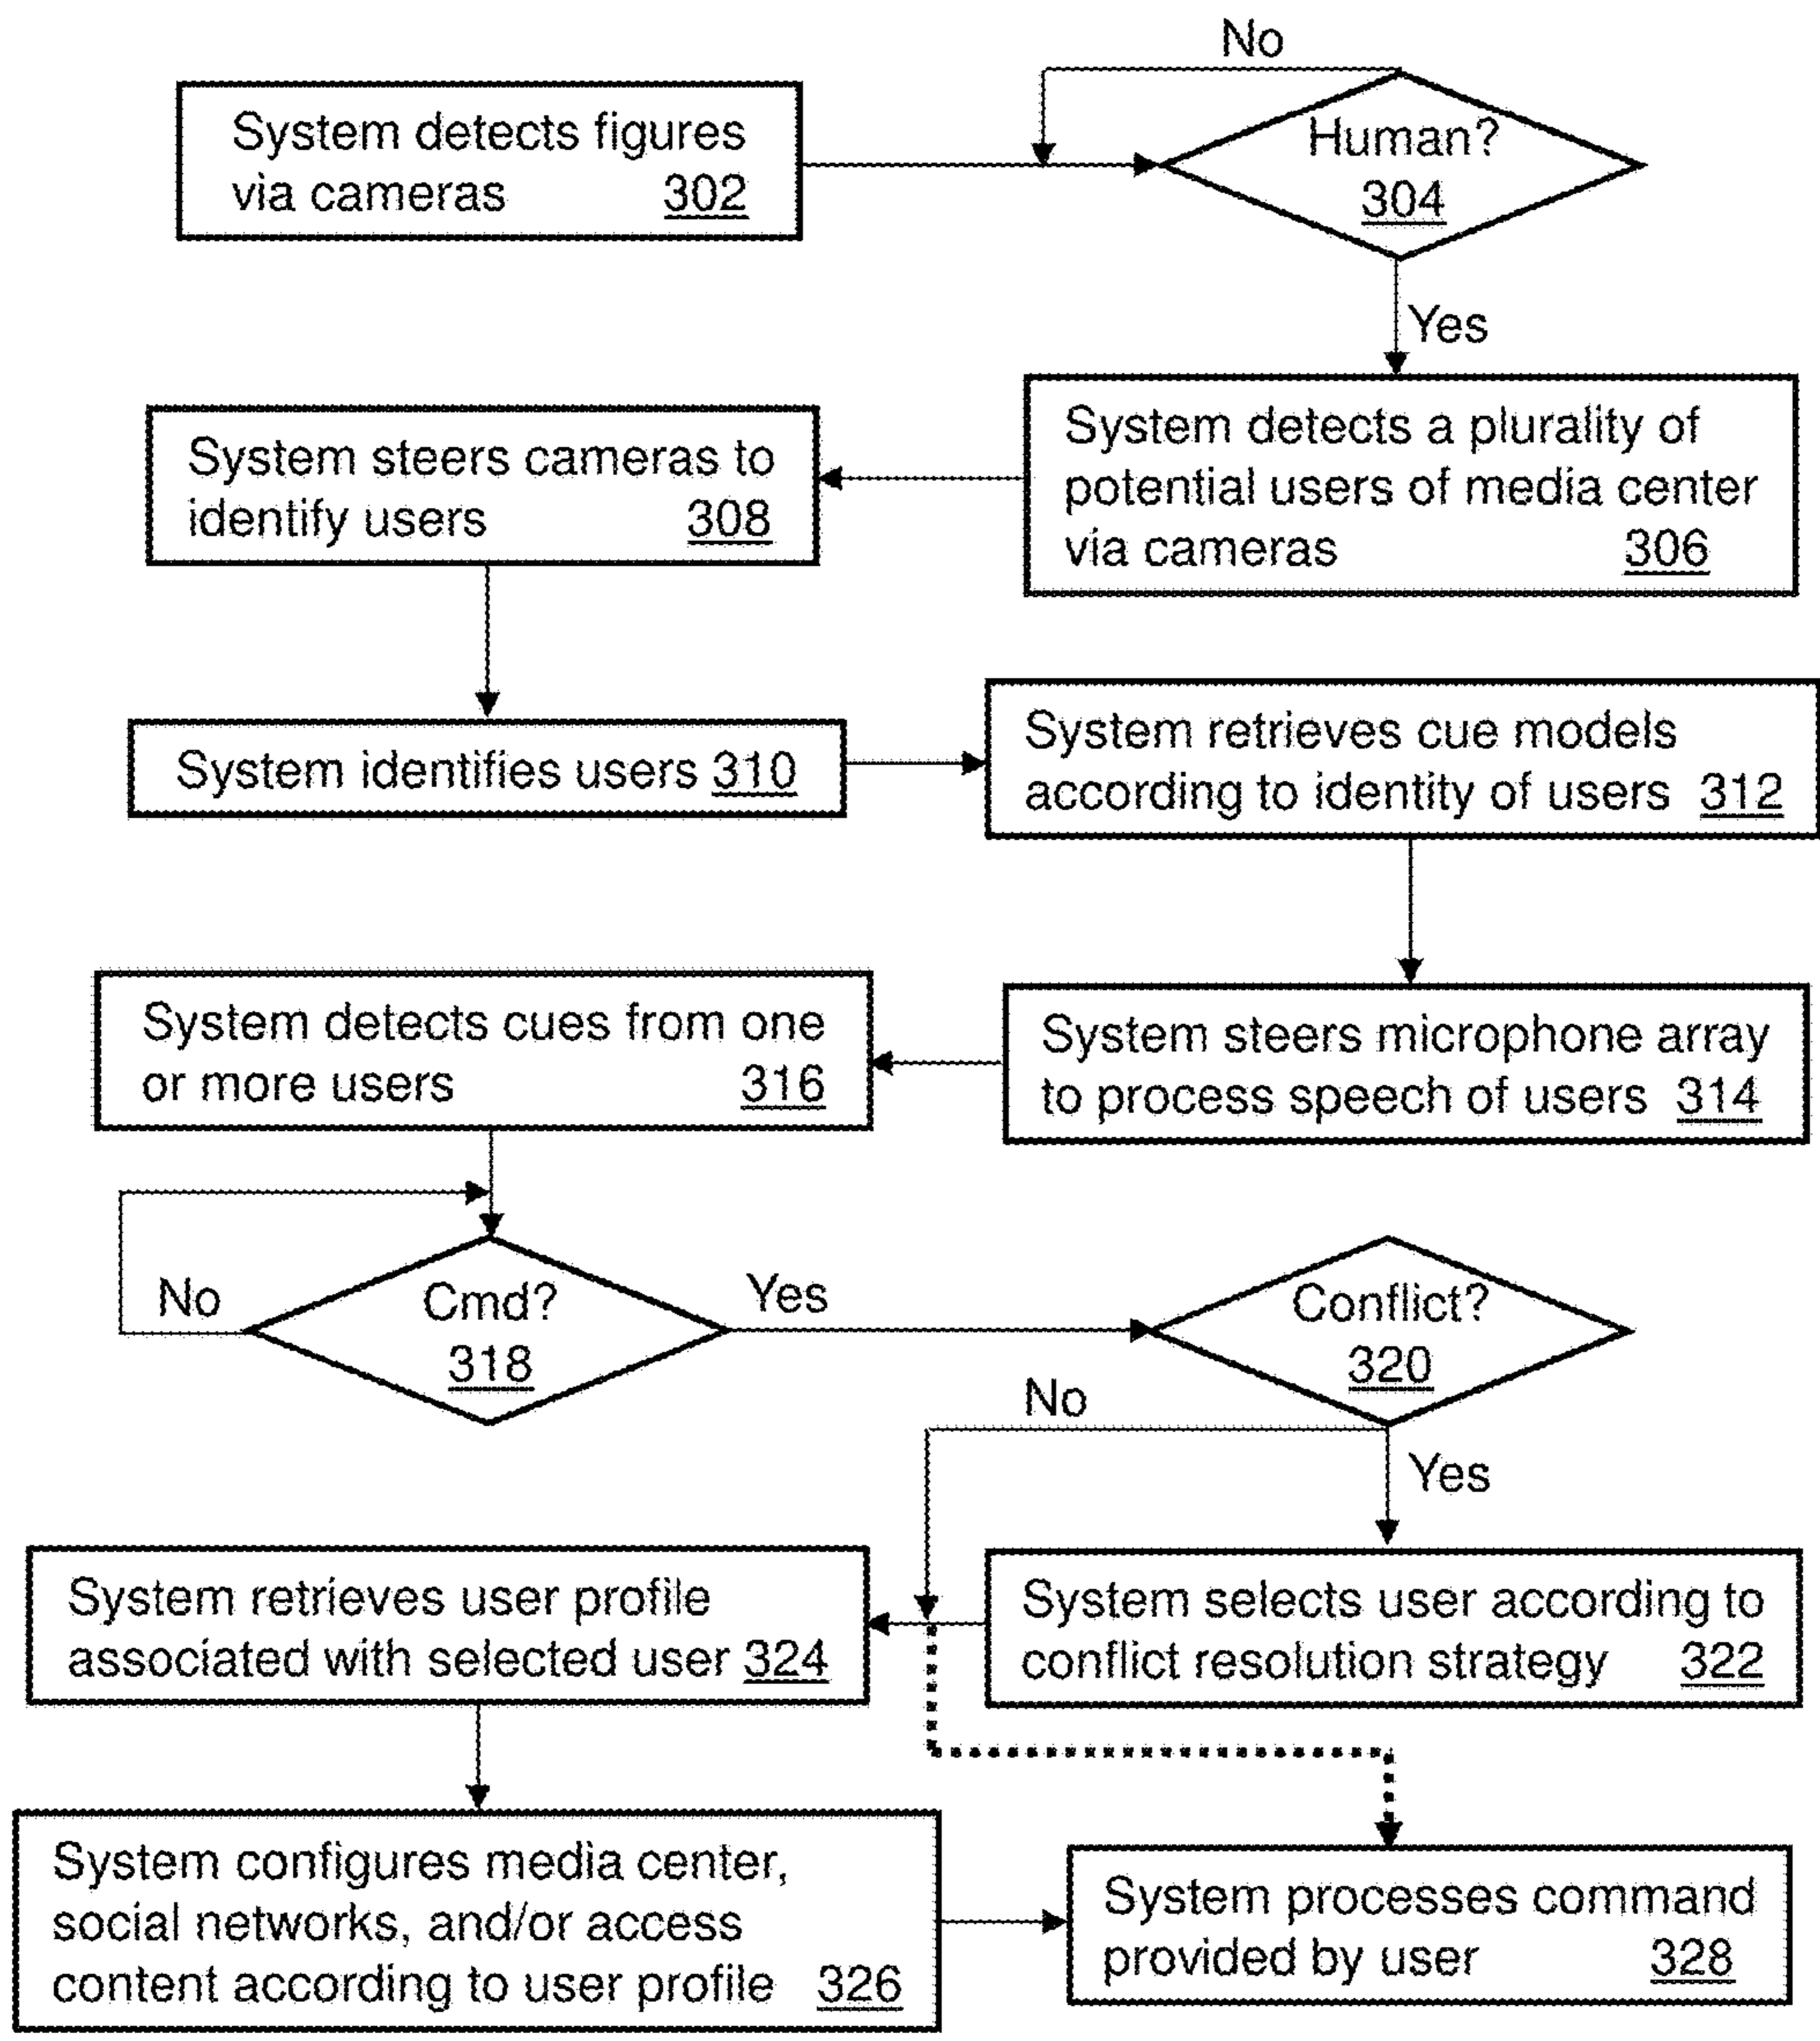 No
System detects figures
via cameras 302
Human?
304
Yes
System detects a plurality of
potential users of media center
via cameras 306
System steers cameras to
identify users 308
System identifies users 310
System retrieves cue models
according to identity of users 312
System steers microphone array
to process speech of users 314
System detects cues from one
or more users 316
Cmd?
318
No
Yes
Conflict?
320
No
Yes
System selects user according to
conflict resolution strategy 322
System retrieves user profile
associated with selected user 324
System configures media center,
social networks, and/or access
content according to user profile 326
System processes command
provided by user 328